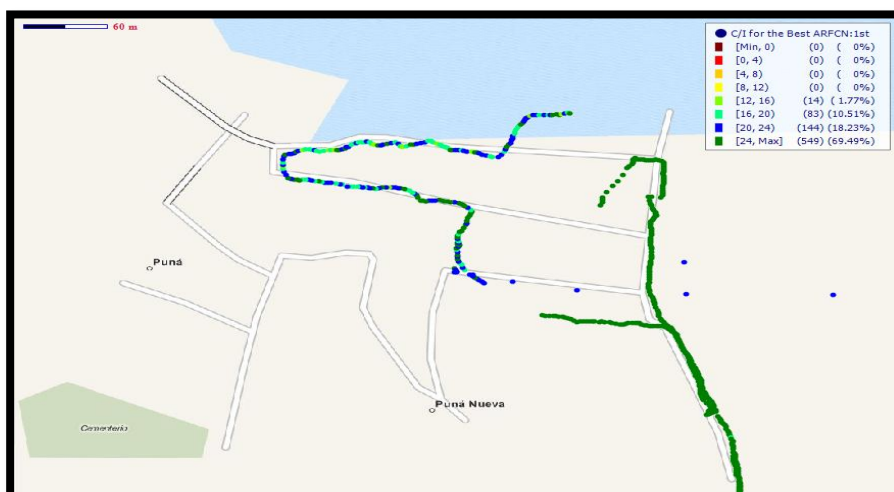 60 m
C/I for the Best ARFCN:1st
[Min, 0) (0) ( 0%)
[0, 4) (0) ( 0%)
[4, 8) (0) ( 0%)
[8, 12) (0) ( 0%)
[12, 16) (14) ( 1.77%)
[16, 20) (83) (10.51%)
[20, 24) (144) (18.23%)
[24, Max] (549) (69.49%)
Puná
Puná Nueva
Cementerio